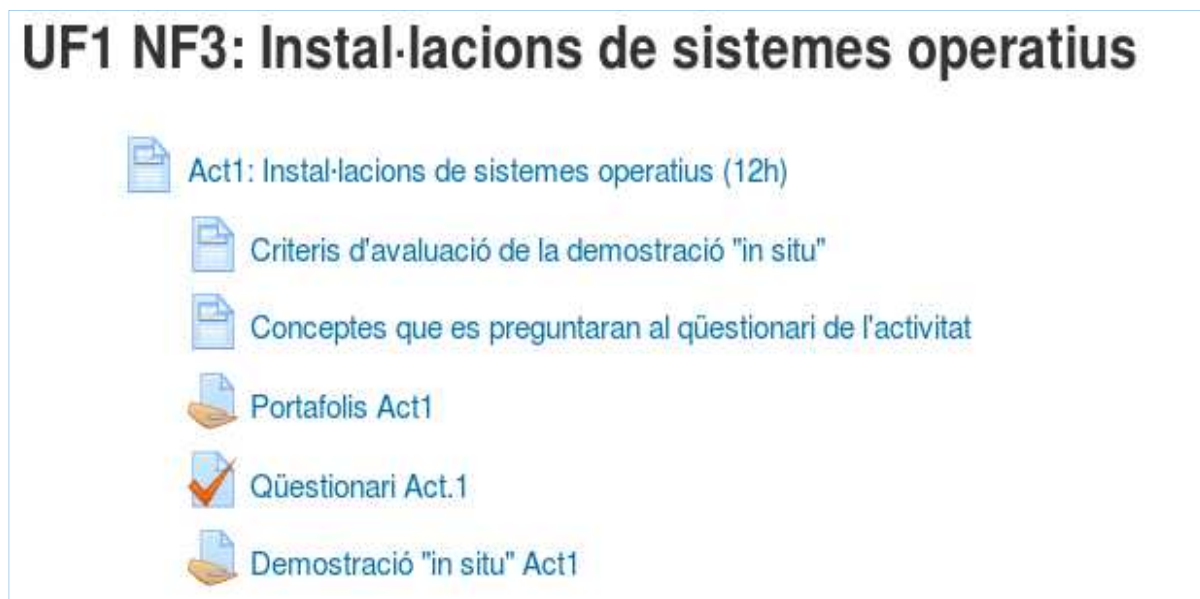 UF1 NF3: Instal·lacions de sistemes operatius
Act1: Instal·lacions de sistemes operatius (12h)
Criteris d'avaluació de la demostració "in situ"
Conceptes que es preguntaran al qüestionari de l'activitat
Portafolis Act1
Qüestionari Act.1
Demostració "in situ" Act1